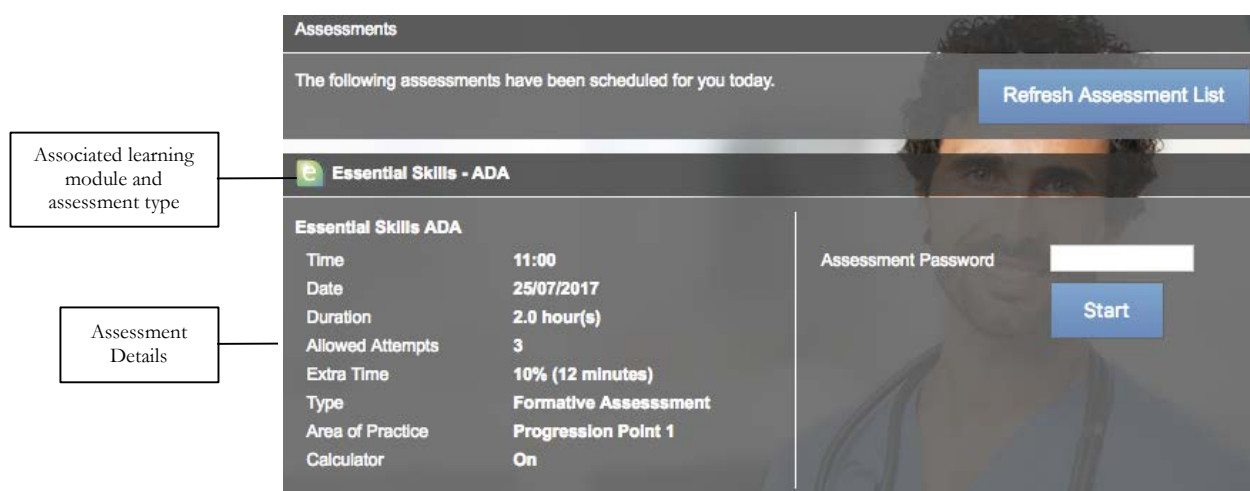 Assessments
The following assessments have been scheduled for you today.
Refresh Assessment List
Associated learning
module and
assessment type
e Essential Skills - ADA
Essential Skills ADA
Time 11:00
Assessment Password
Date 25/07/2017
Duration 2.0 hour(s)
Start
Assessment
Details
Allowed Attempts 3
Extra Time 10% (12 minutes)
Type Formative Assesssment
Area of Practice Progression Point 1
Calculator On